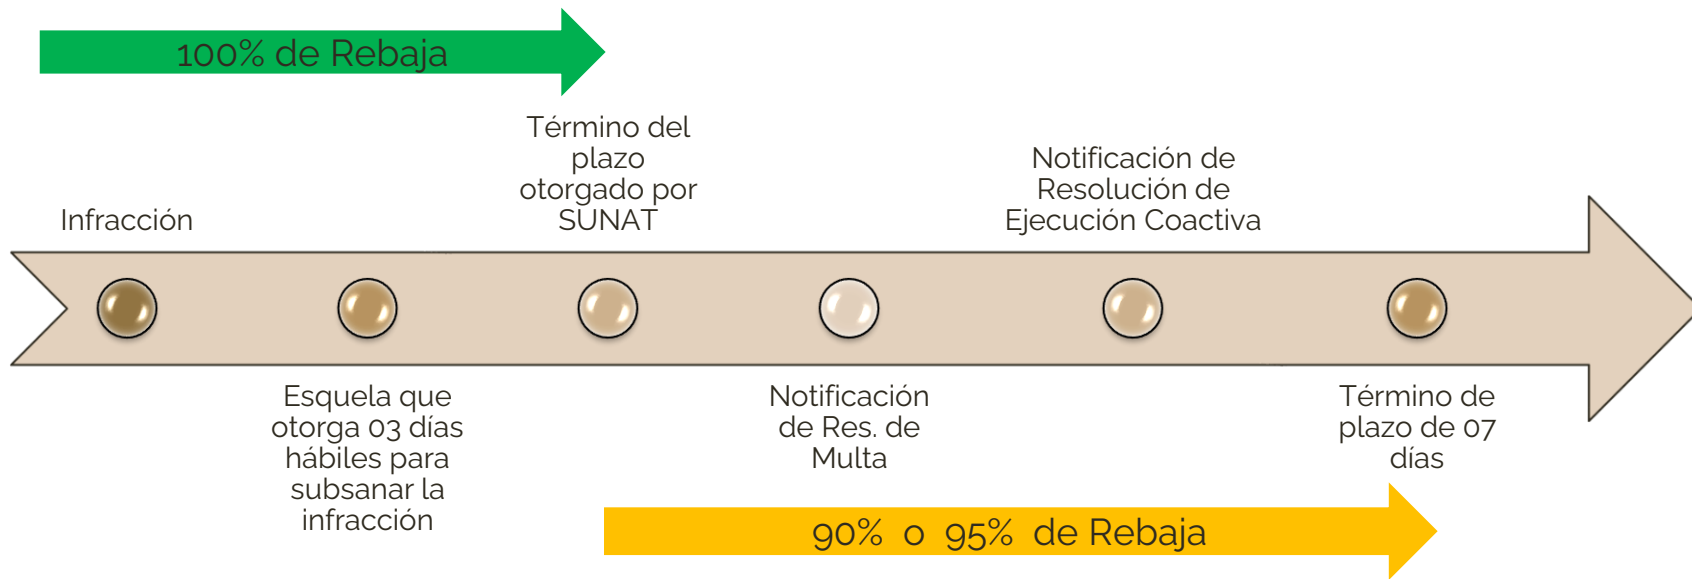 100% de Rebaja
Término del
plazo
otorgado por
SUNAT
Notificación de
Resolución de
Ejecución Coactiva
Infracción
Esquela que
otorga 03 días
hábiles para
subsanar la
infracción
Notificación
de Res. de
Multa
Término de
plazo de 07
días
90% o 95% de Rebaja